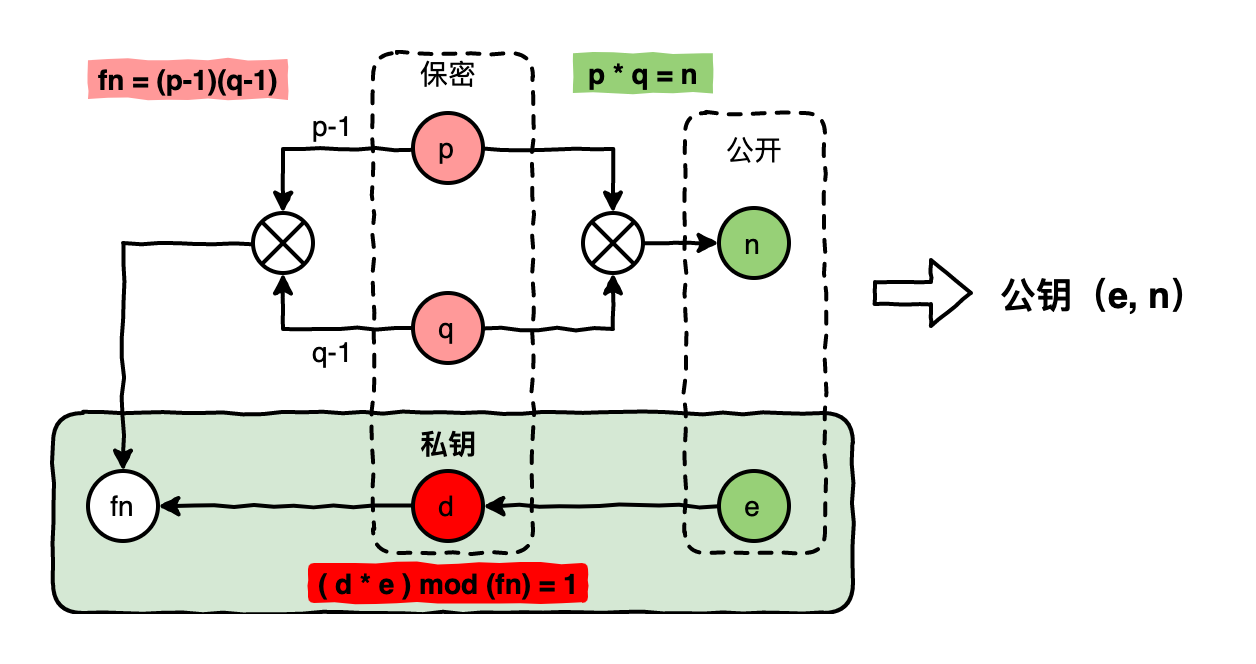 fn = (p-1)(q-1)
保密
p * q = n
p-1
p
公开
n
q
q-1
公钥（e, n）
私钥
fn
d
e
( d * e ) mod (fn) = 1